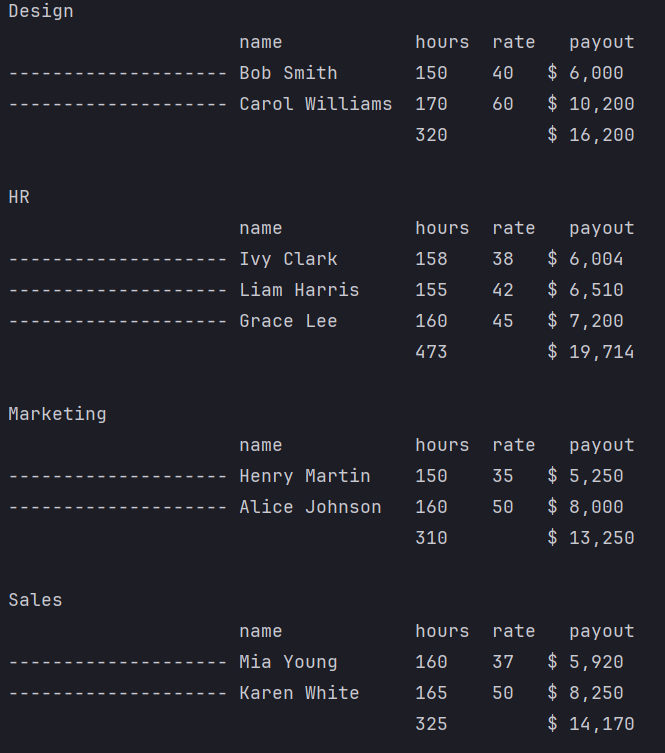 Design
                     name            hours  rate   payout
-------------------- Bob Smith       150    40   $ 6,000
-------------------- Carol Williams  170    60   $ 10,200
                                     320         $ 16,200

HR
                     name            hours  rate   payout
-------------------- Ivy Clark       158    38   $ 6,004
-------------------- Liam Harris     155    42   $ 6,510
-------------------- Grace Lee       160    45   $ 7,200
                                     473         $ 19,714

Marketing
                     name            hours  rate   payout
-------------------- Henry Martin    150    35   $ 5,250
-------------------- Alice Johnson   160    50   $ 8,000
                                     310         $ 13,250

Sales
                     name            hours  rate   payout
-------------------- Mia Young       160    37   $ 5,920
-------------------- Karen White     165    50   $ 8,250
                                     325         $ 14,170